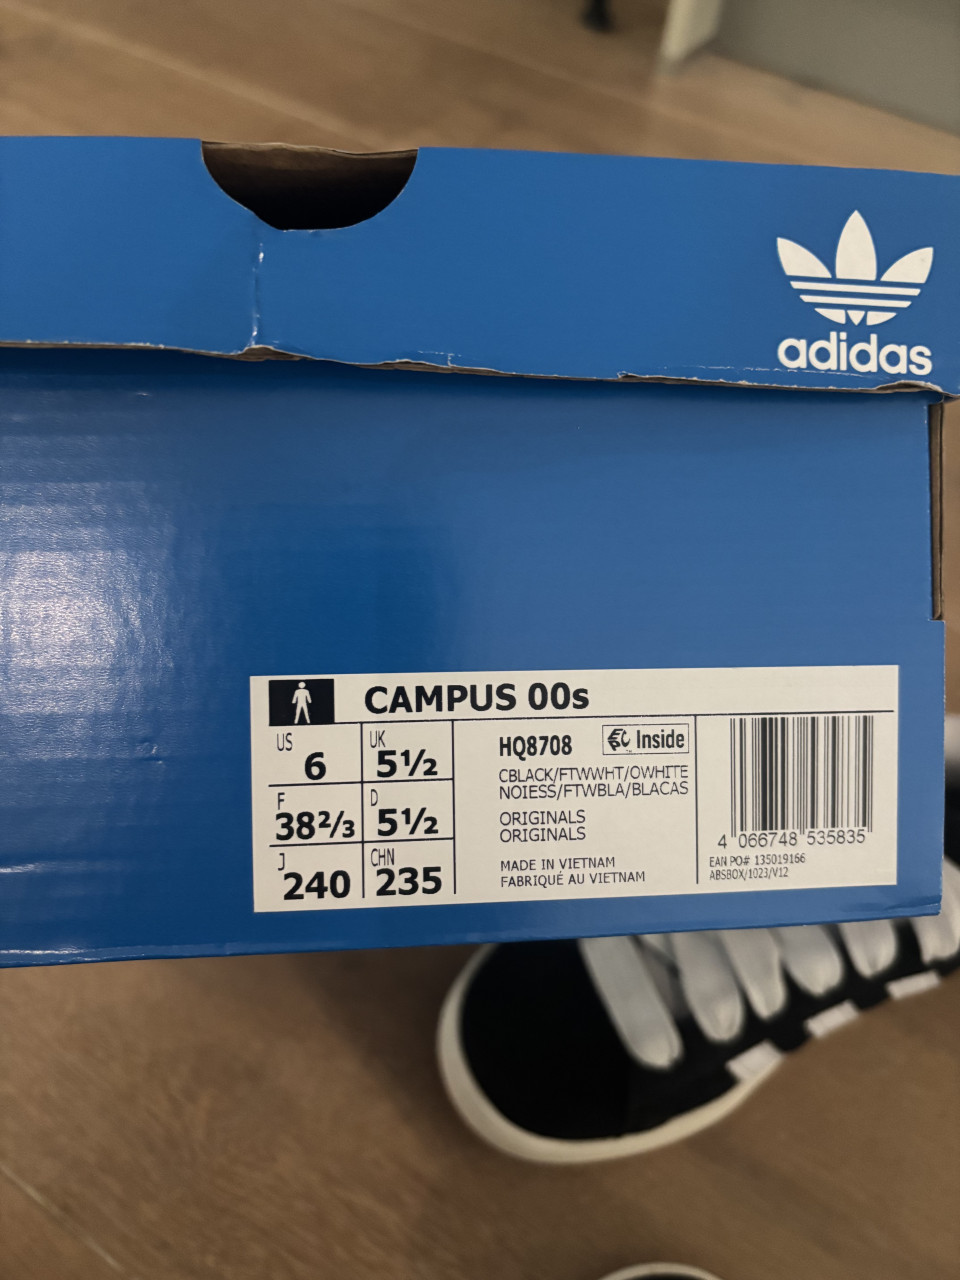 adidas
CAMPUS 00s
US
6
UK
5½
F
38⅔
D
5½
J
240
CHN
235
HQ8708
Inside
CBLACK/FTWWHT/OWHITE
NOIESS/FTWBLA/BLACAS
ORIGINALS
ORIGINALS
MADE IN VIETNAM
FABRIQUÉ AU VIETNAM
4 066748 535835
EAN PO# 135019166
ABSBOX/1023/V12